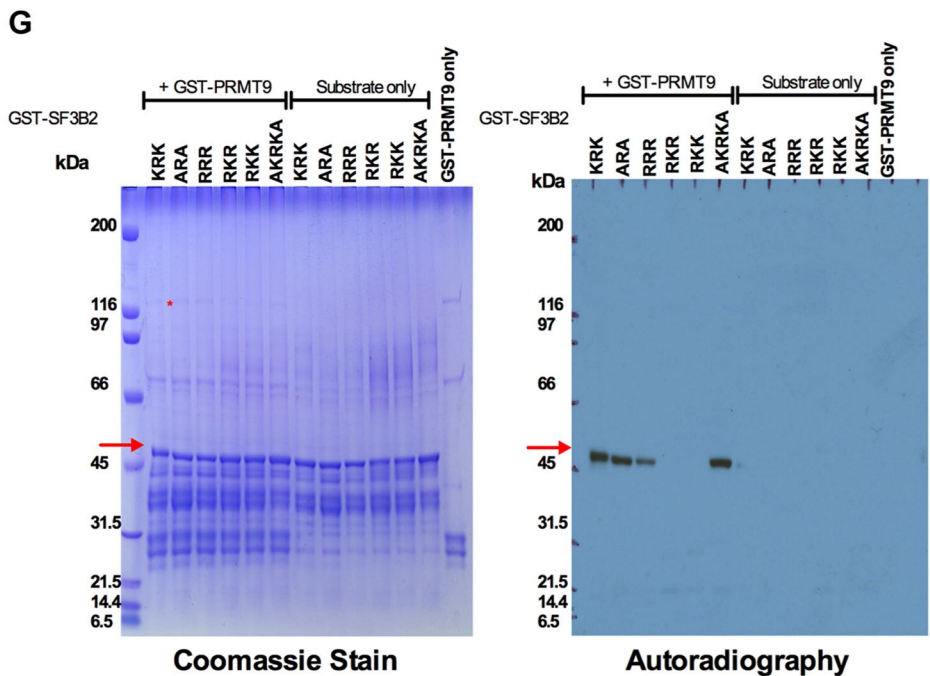 G
+ GST-PRMT9 Substrate only GST-PRMT9 only
GST-SF3B2
kDa KRK ARA RRR RKR RKK AKRKA KRK ARA RRR RKR RKK AKRKA
200
116
97
66
45
31.5
21.5
14.4
6.5
*
Coomassie Stain
+ GST-PRMT9 Substrate only GST-PRMT9 only
GST-SF3B2
kDa KRK ARA RRR RKR RKK AKRKA KRK ARA RRR RKR RKK AKRKA
200
116
97
66
45
31.5
21.5
14.4
6.5
Autoradiography